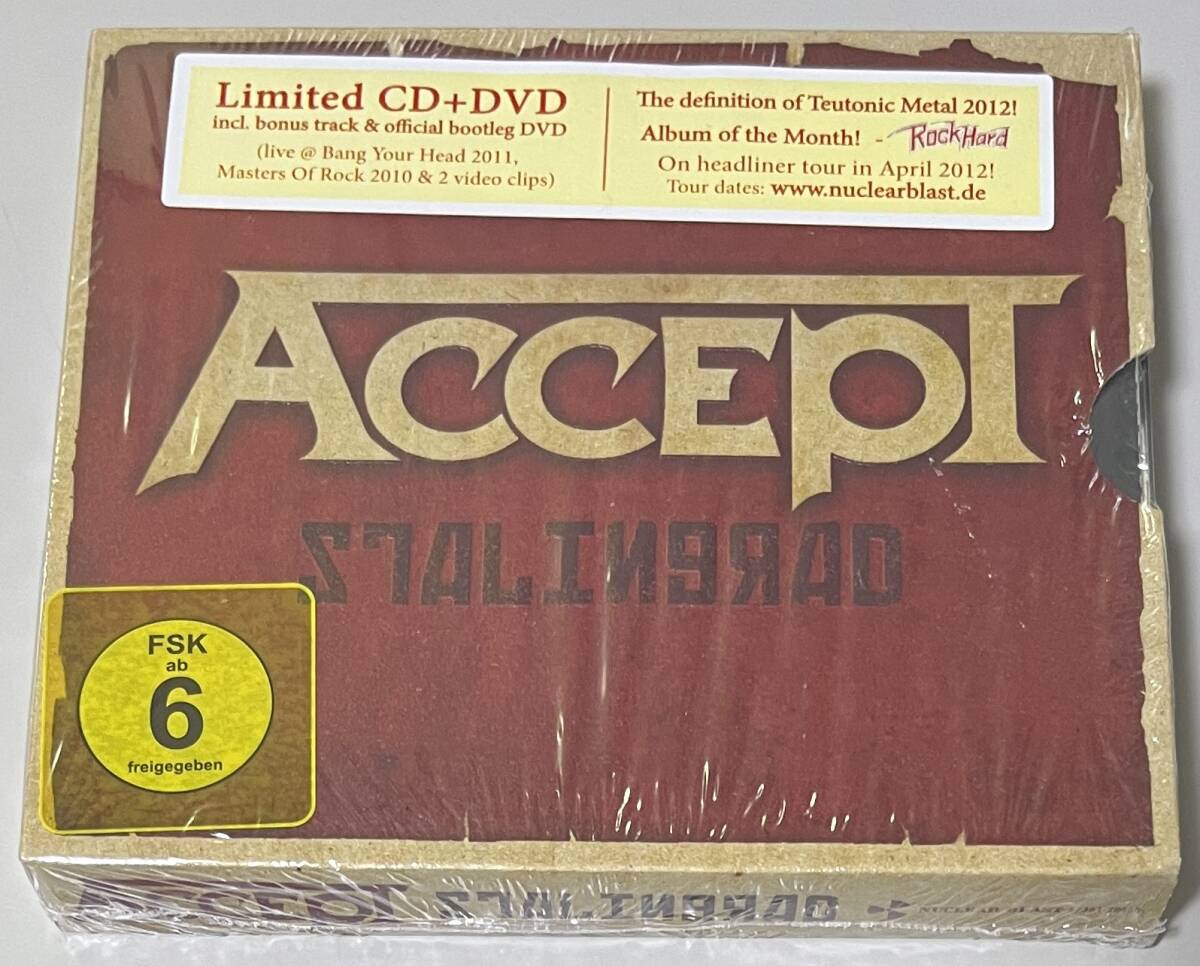 Limited CD+DVD
incl. bonus track & official bootleg DVD
(live @ Bang Your Head 2011,
Masters Of Rock 2010 & 2 video clips)
The definition of Teutonic Metal 2012!
Album of the Month! - RockHard
On headliner tour in April 2012!
Tour dates: www.nuclearblast.de
ACCEPT
STALINGRAD
FSK
ab
6
freigegeben
ACCEPT STALINGRAD NUCLEAR BLAST